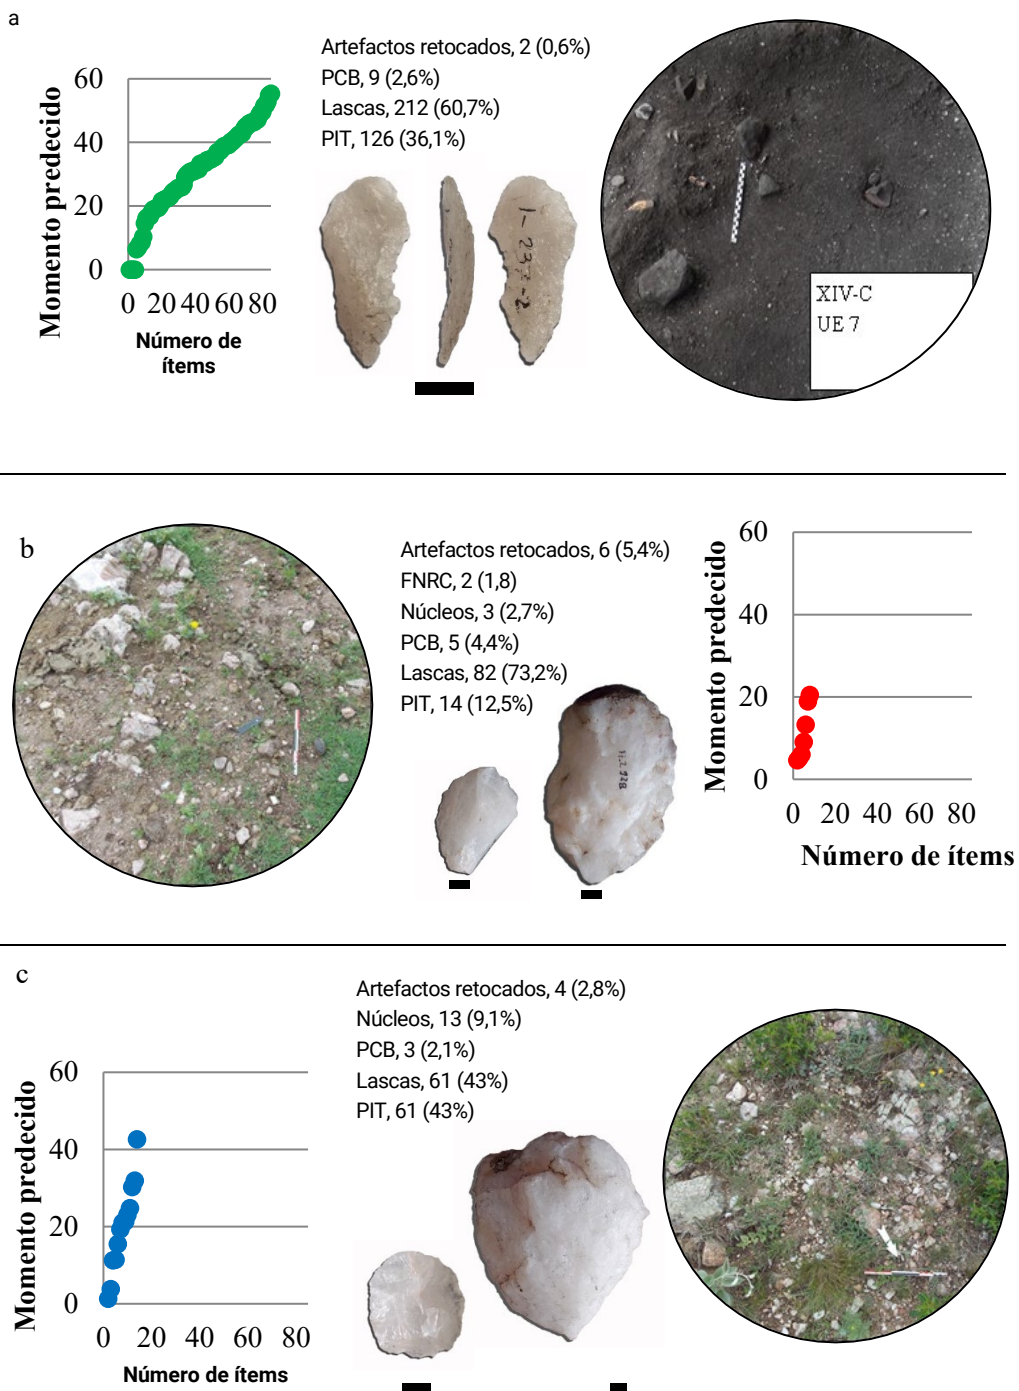 a
Artefactos retocados, 2 (0,6%)
PCB, 9 (2,6%)
Lascas, 212 (60,7%)
PIT, 126 (36,1%)
Momento predecido
60
40
20
0
0 20 40 60 80
Número de
ítems
1-237-2
XIV-C
UE 7
b
Artefactos retocados, 6 (5,4%)
FNRC, 2 (1,8)
Núcleos, 3 (2,7%)
PCB, 5 (4,4%)
Lascas, 82 (73,2%)
PIT, 14 (12,5%)
Momento predecido
60
40
20
0
0 20 40 60 80
Número de ítems
c
Artefactos retocados, 4 (2,8%)
Núcleos, 13 (9,1%)
PCB, 3 (2,1%)
Lascas, 61 (43%)
PIT, 61 (43%)
Momento predecido
60
40
20
0
0 20 40 60 80
Número de ítems